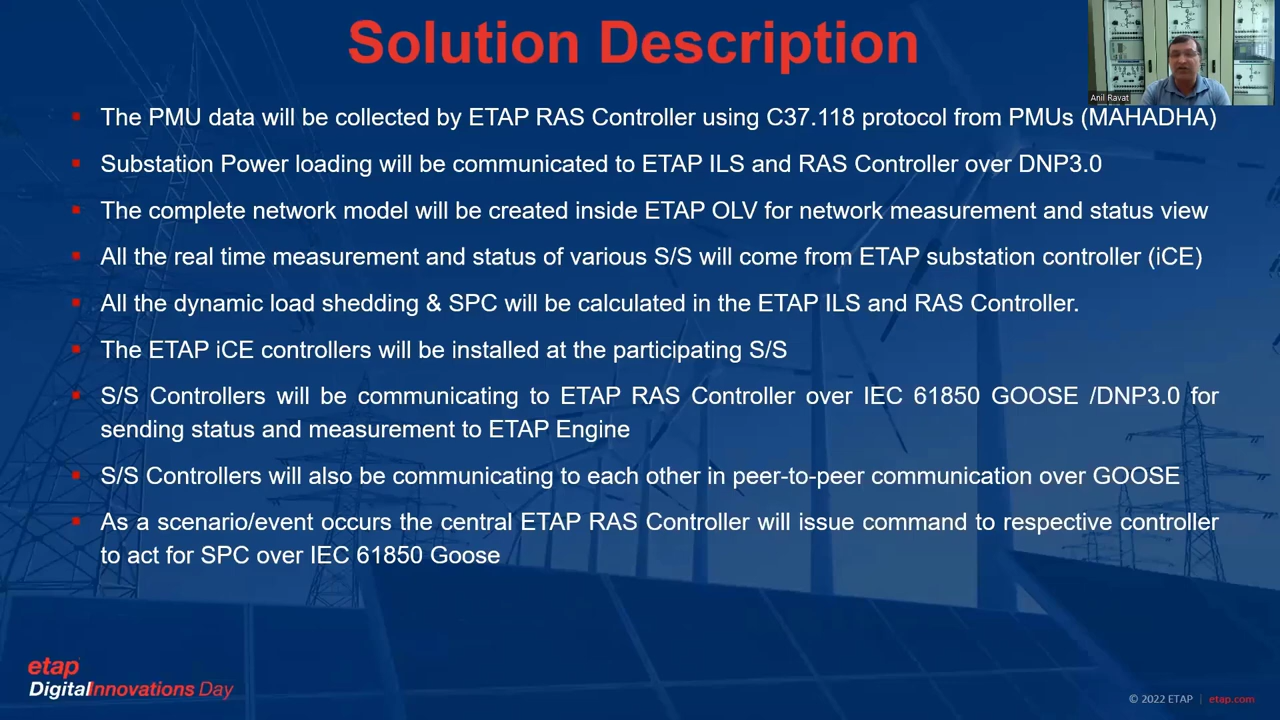 Solution Description
Anil Ravat
The PMU data will be collected by ETAP RAS Controller using C37.118 protocol from PMUs (MAHADHA)
Substation Power loading will be communicated to ETAP ILS and RAS Controller over DNP3.0
The complete network model will be created inside ETAP OLV for network measurement and status view
All the real time measurement and status of various S/S will come from ETAP substation controller (iCE)
All the dynamic load shedding & SPC will be calculated in the ETAP ILS and RAS Controller.
The ETAP iCE controllers will be installed at the participating S/S
S/S Controllers will be communicating to ETAP RAS Controller over IEC 61850 GOOSE /DNP3.0 for
sending status and measurement to ETAP Engine
S/S Controllers will also be communicating to each other in peer-to-peer communication over GOOSE
As a scenario/event occurs the central ETAP RAS Controller will issue command to respective controller
to act for SPC over IEC 61850 Goose
etap
DigitalInnovations Day
© 2022 ETAP | etap.com